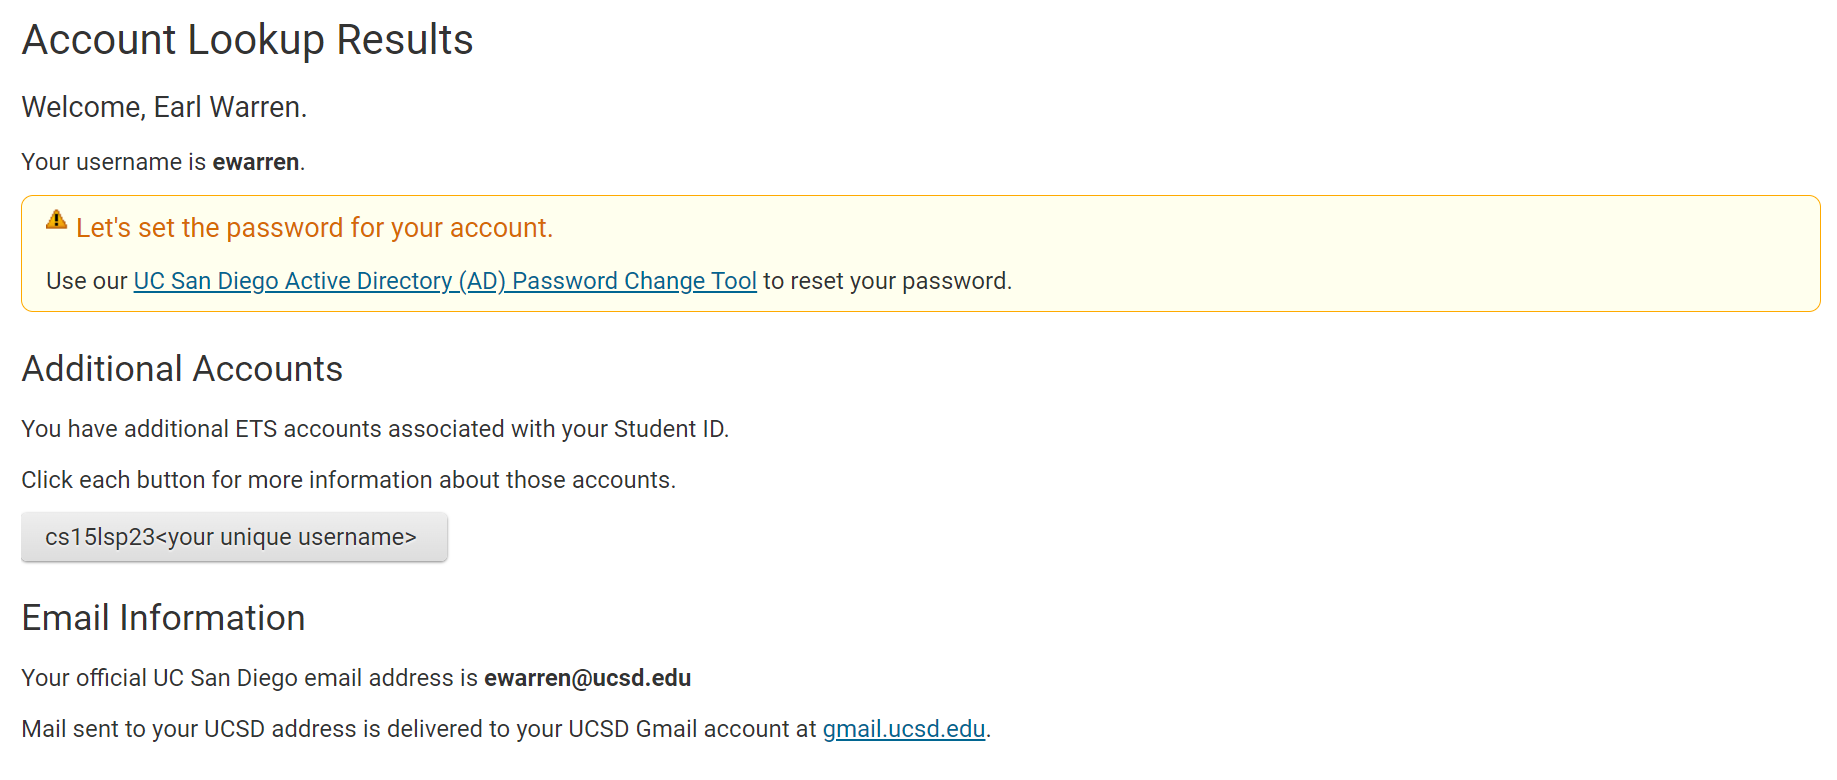 Account Lookup Results
Welcome, Earl Warren.
Your username is ewarren.
Let's set the password for your account.
Use our UC San Diego Active Directory (AD) Password Change Tool to reset your password.
Additional Accounts
You have additional ETS accounts associated with your Student ID.
Click each button for more information about those accounts.
cs15lsp23<your unique username>
Email Information
Your official UC San Diego email address is ewarren@ucsd.edu
Mail sent to your UCSD address is delivered to your UCSD Gmail account at gmail.ucsd.edu.